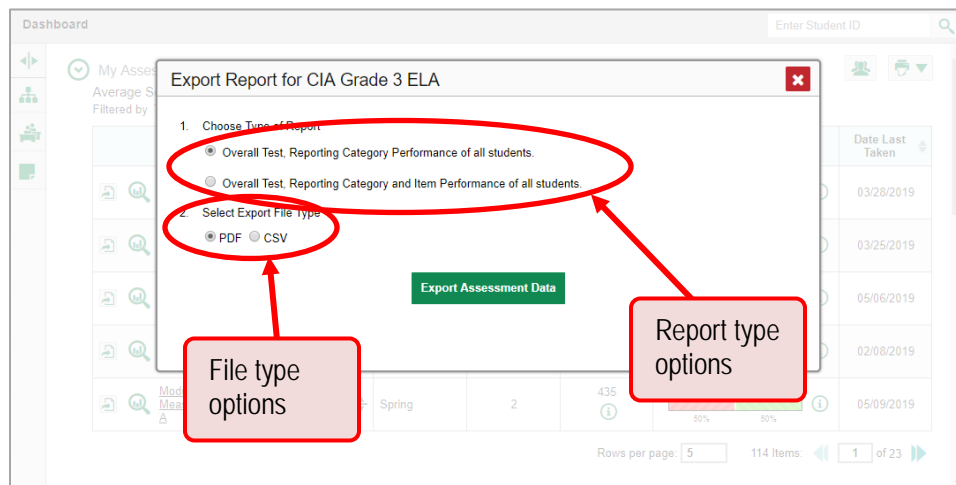 Dashboard
Enter Student ID
My Asses
Average S
Export Report for CIA Grade 3 ELA
Filtered by
1. Choose Type of Report
Overall Test, Reporting Category Performance of all students.
Overall Test, Reporting Category and Item Performance of all students.
2. Select Export File Type
PDF CSV
Export Assessment Data
Date Last
Taken
03/28/2019
03/25/2019
05/06/2019
02/08/2019
File type
options
Report type
options
Mod
Mea
A
Spring
2
435
50%
50%
05/09/2019
Rows per page: 5
114 Items:
1 of 23